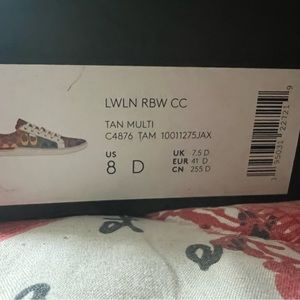 LWLN RBW CC
TAN MULTI
C4876 TAM 10011275JAX
US
8 D
UK 7.5 D
EUR 41 D
CN 255 D